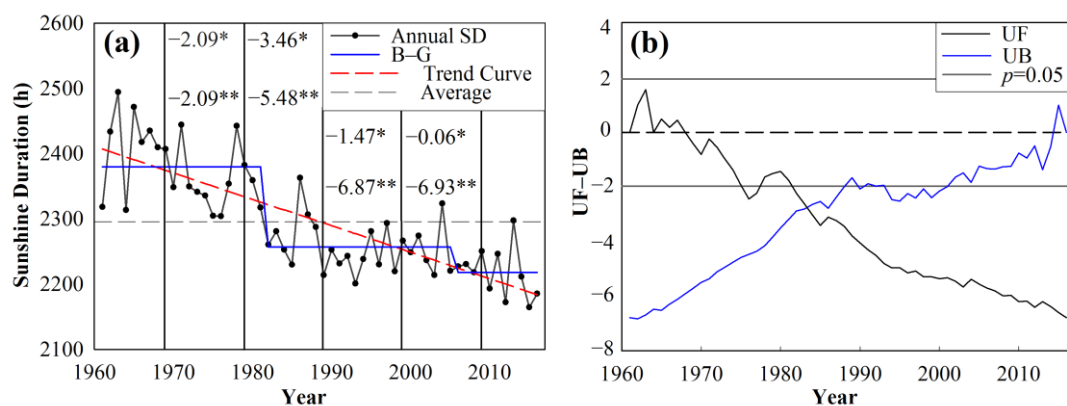 2600
2500
2400
2300
2200
2100
Sunshine Duration (h)
(a)
−2.09*
−3.46*
−2.09**
−5.48**
−1.47*
−0.06*
−6.87**
−6.93**
Annual SD
B–G
Trend Curve
Average
1960
1970
1980
1990
2000
2010
Year
(b)
UF
UB
p=0.05
2
0
−2
−4
−6
−8
UF–UB
1960
1970
1980
1990
2000
2010
Year